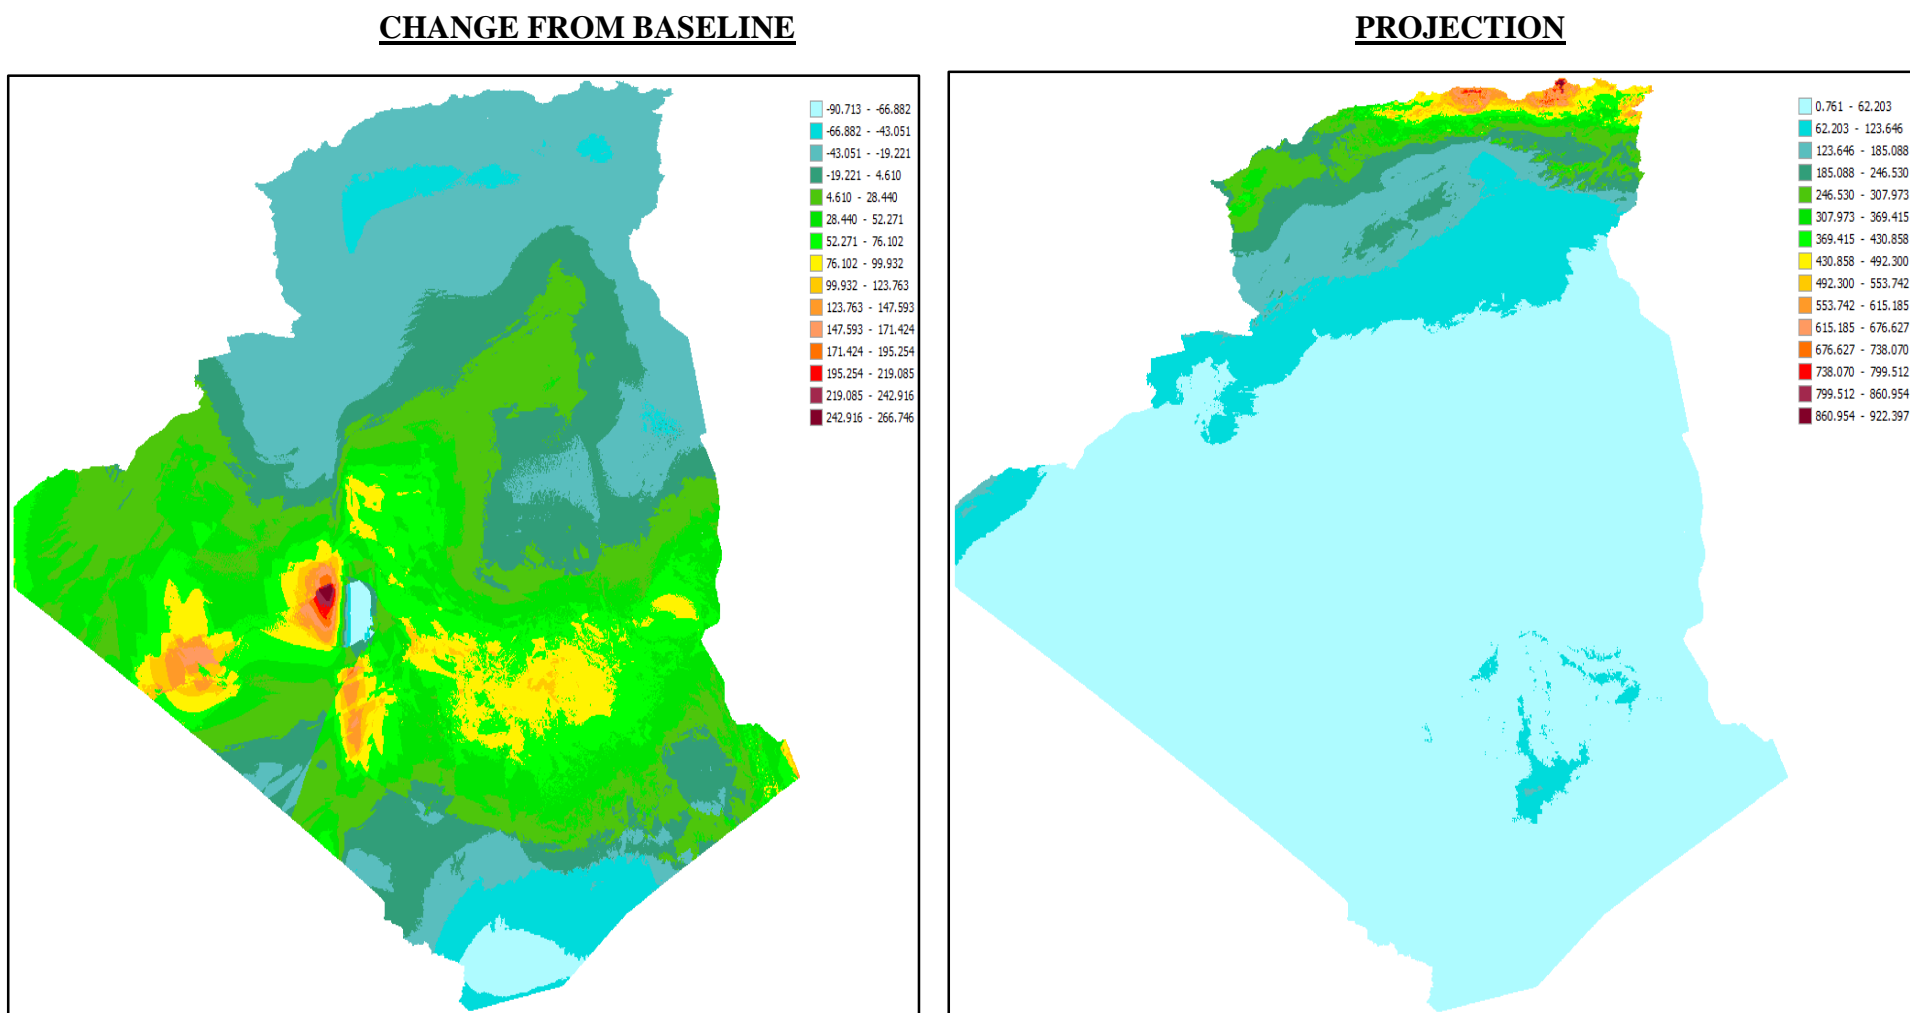 CHANGE FROM BASELINE
PROJECTION
-90.713 - -66.882
-66.882 - -43.051
-43.051 - -19.221
-19.221 - 4.610
4.610 - 28.440
28.440 - 52.271
52.271 - 76.102
76.102 - 99.932
99.932 - 123.763
123.763 - 147.593
147.593 - 171.424
171.424 - 195.254
195.254 - 219.085
219.085 - 242.916
242.916 - 266.746
0.761 - 62.203
62.203 - 123.646
123.646 - 185.088
185.088 - 246.530
246.530 - 307.973
307.973 - 369.415
369.415 - 430.858
430.858 - 492.300
492.300 - 553.742
553.742 - 615.185
615.185 - 676.627
676.627 - 738.070
738.070 - 799.512
799.512 - 860.954
860.954 - 922.397